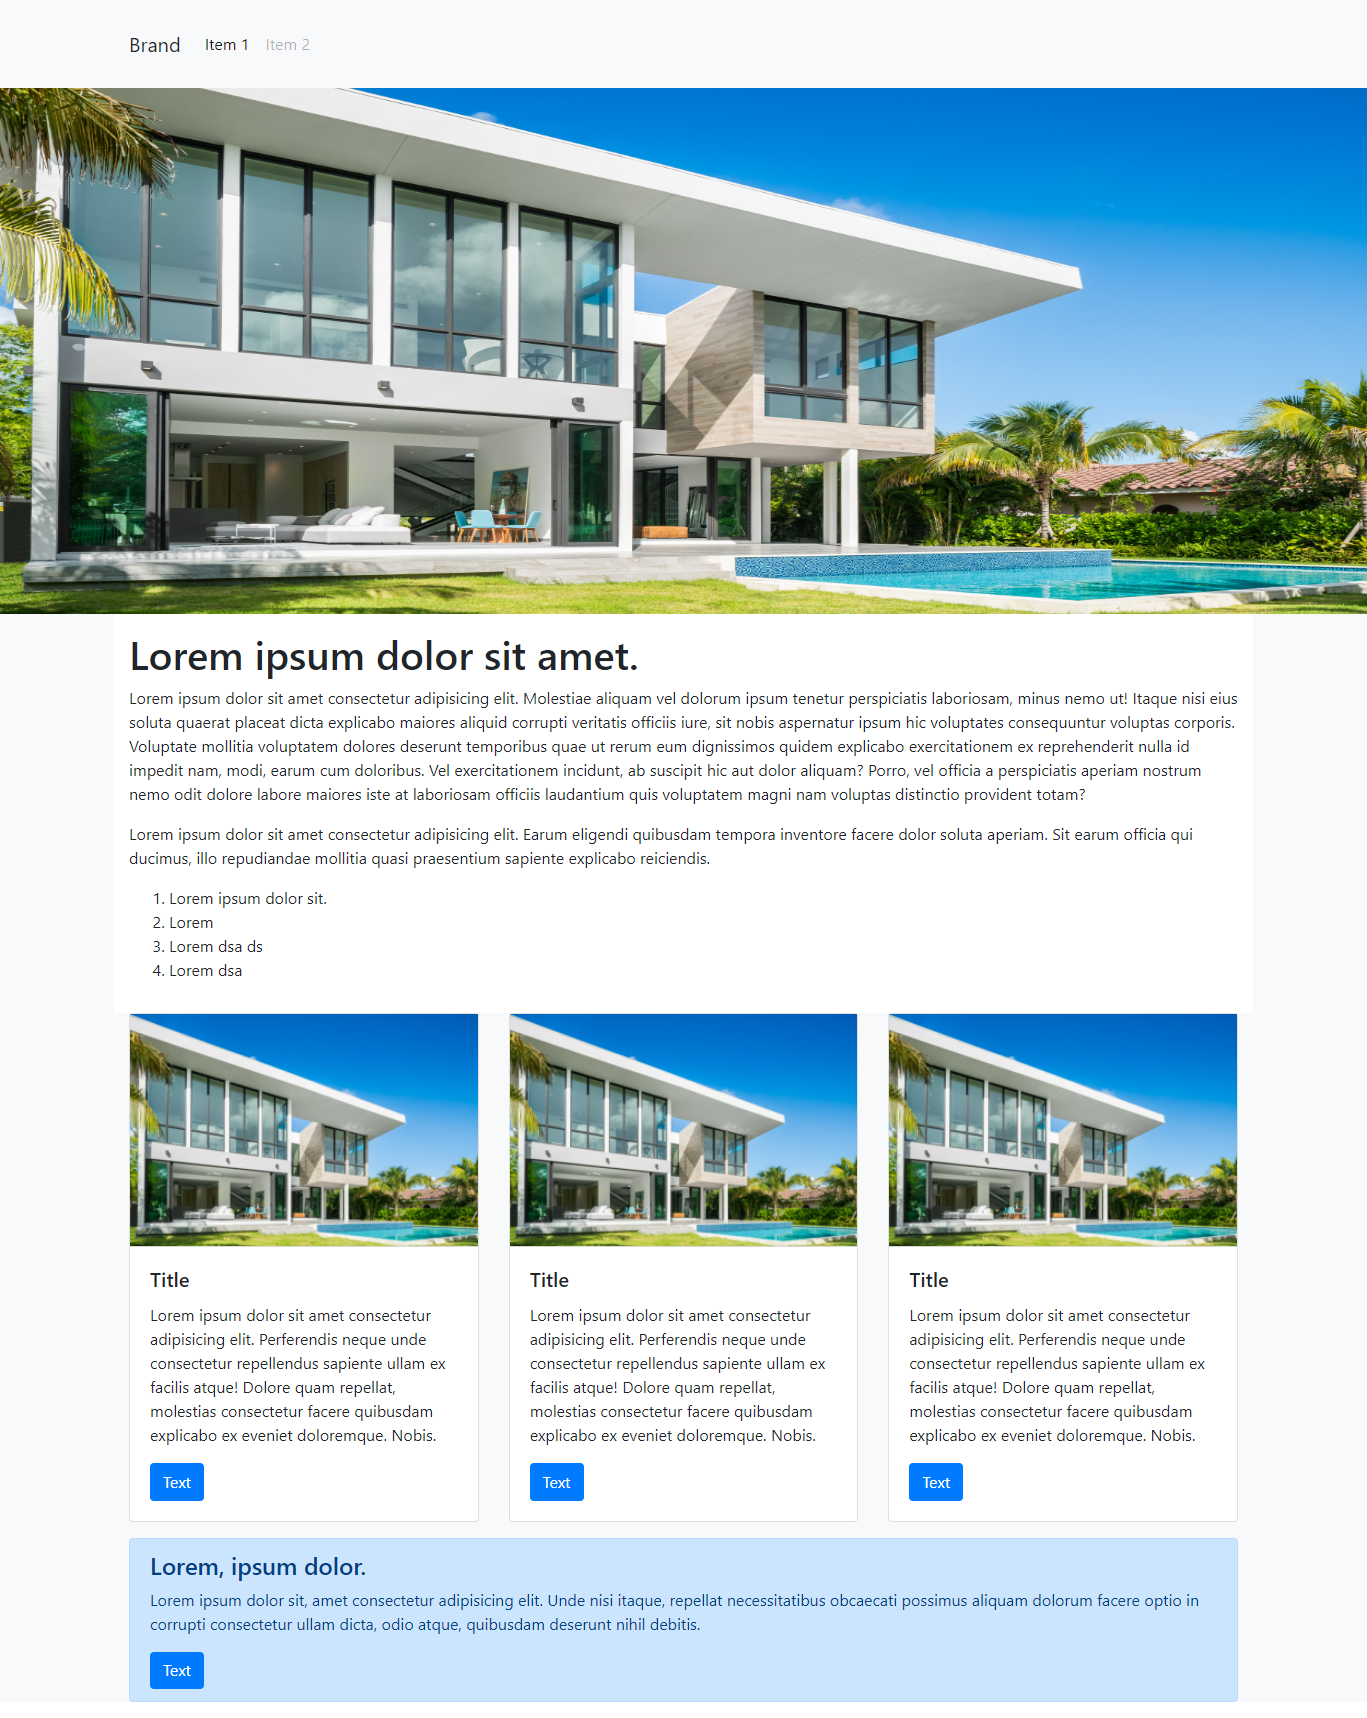 Brand Item 1 Item 2
Lorem ipsum dolor sit amet.
Lorem ipsum dolor sit amet consectetur adipisicing elit. Molestiae aliquam vel dolorum ipsum tenetur perspiciatis laboriosam, minus nemo ut! Itaque nisi eius
soluta quaerat placeat dicta explicabo maiores aliquid corrupti veritatis officiis iure, sit nobis aspernatur ipsum hic voluptates consequuntur voluptas corporis.
Voluptate mollitia voluptatem dolores deserunt temporibus quae ut rerum eum dignissimos quidem explicabo exercitationem ex reprehenderit nulla id
impedit nam, modi, earum cum doloribus. Vel exercitationem incidunt, ab suscipit hic aut dolor aliquam? Porro, vel officia a perspiciatis aperiam nostrum
nemo odit dolore labore maiores iste at laboriosam officiis laudantium quis voluptatem magni nam voluptas distinctio provident totam?
Lorem ipsum dolor sit amet consectetur adipisicing elit. Earum eligendi quibusdam tempora inventore facere dolor soluta aperiam. Sit earum officia qui
ducimus, illo repudiandae mollitia quasi praesentium sapiente explicabo reiciendis.
1. Lorem ipsum dolor sit.
2. Lorem
3. Lorem dsa ds
4. Lorem dsa
Title
Lorem ipsum dolor sit amet consectetur
adipisicing elit. Perferendis neque unde
consectetur repellendus sapiente ullam ex
facilis atque! Dolore quam repellat,
molestias consectetur facere quibusdam
explicabo ex eveniet doloremque. Nobis.
Text
Title
Lorem ipsum dolor sit amet consectetur
adipisicing elit. Perferendis neque unde
consectetur repellendus sapiente ullam ex
facilis atque! Dolore quam repellat,
molestias consectetur facere quibusdam
explicabo ex eveniet doloremque. Nobis.
Text
Title
Lorem ipsum dolor sit amet consectetur
adipisicing elit. Perferendis neque unde
consectetur repellendus sapiente ullam ex
facilis atque! Dolore quam repellat,
molestias consectetur facere quibusdam
explicabo ex eveniet doloremque. Nobis.
Text
Lorem, ipsum dolor.
Lorem ipsum dolor sit, amet consectetur adipisicing elit. Unde nisi itaque, repellat necessitatibus obcaecati possimus aliquam dolorum facere optio in
corrupti consectetur ullam dicta, odio atque, quibusdam deserunt nihil debitis.
Text